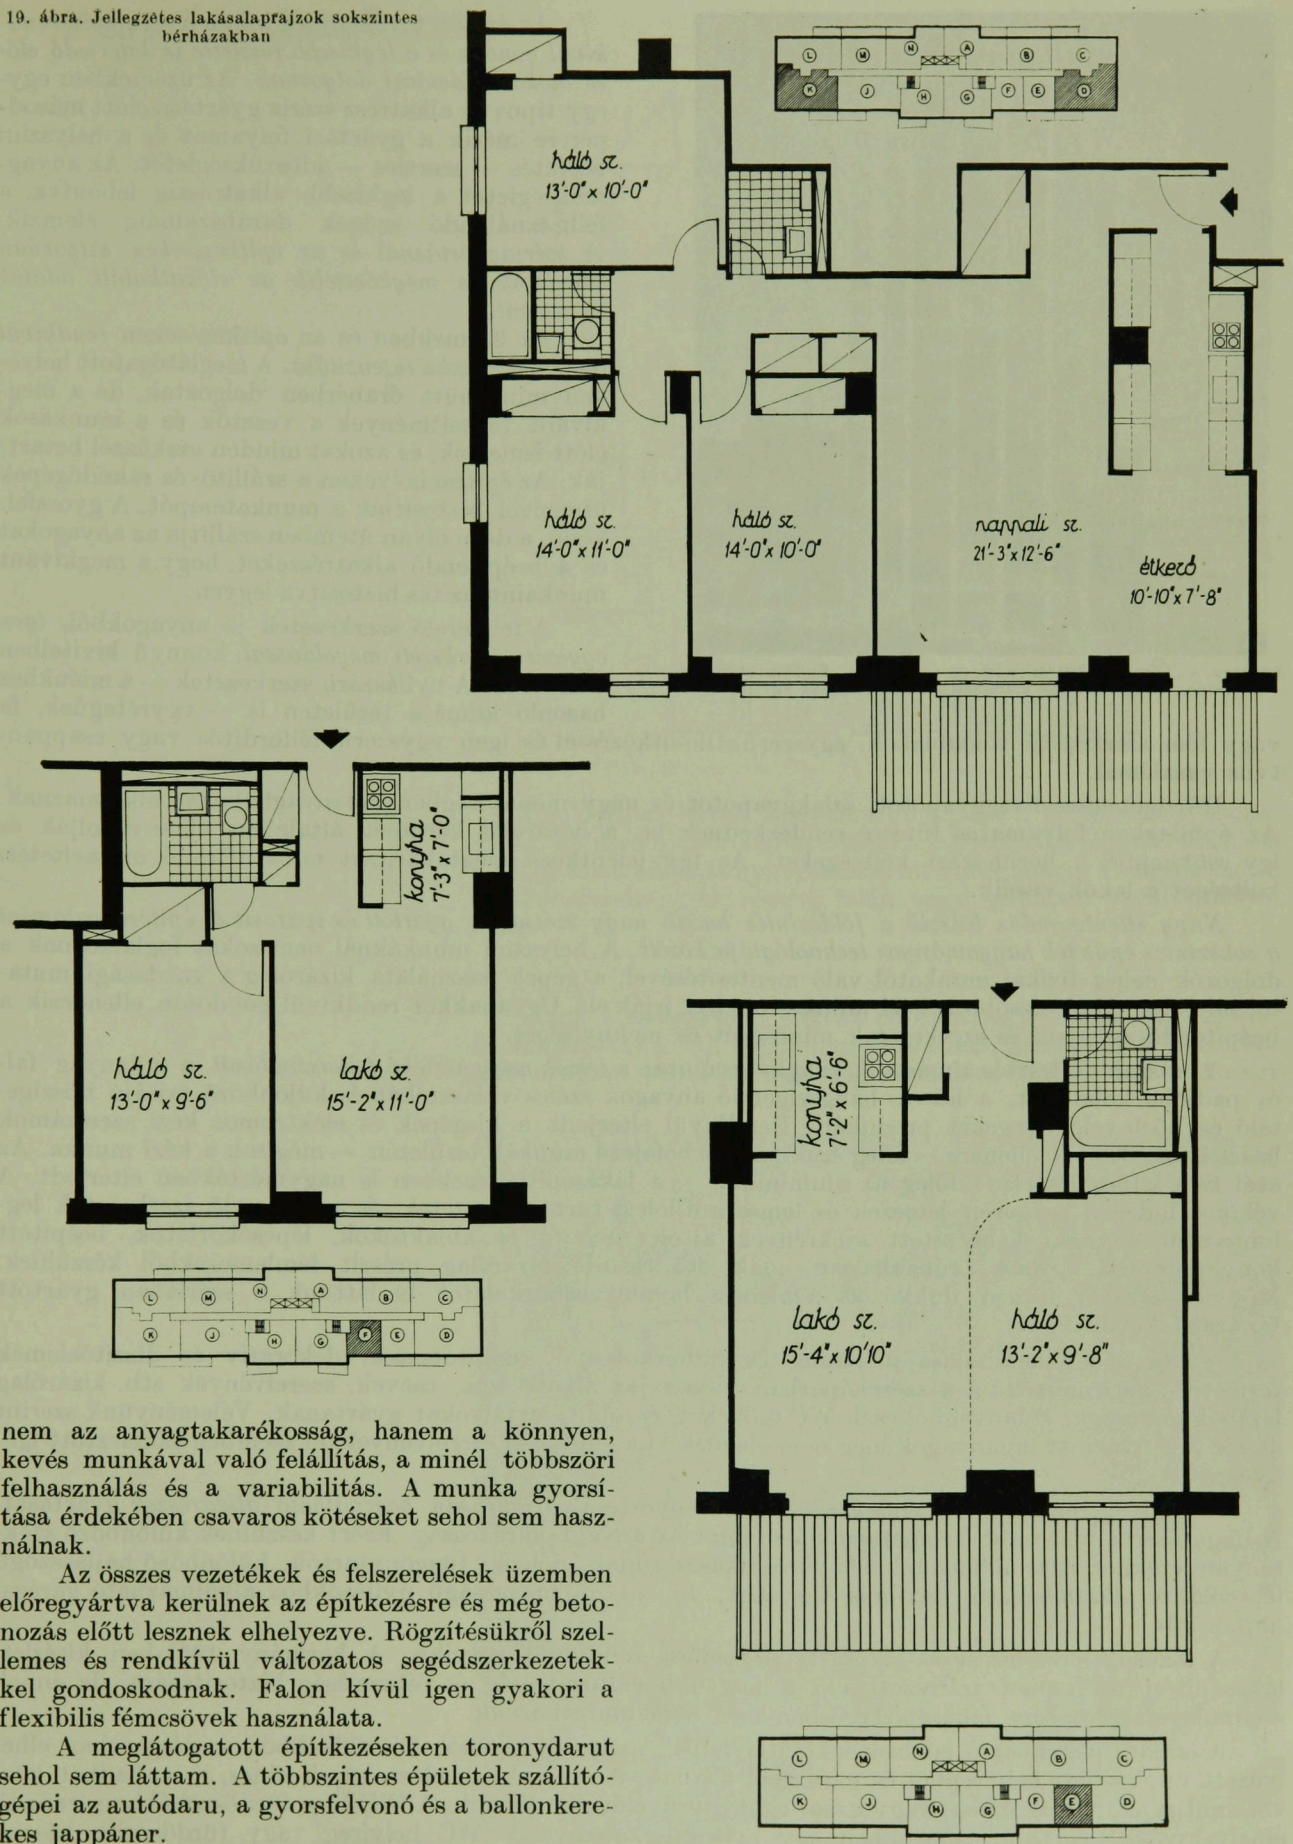 19. ábra. Jellegzetes lakásalaprajzok sokszintes
bérházakban
L M N A B C
K J H G F E D
háló sz.
13'-0" x 10'-0"
háló sz.
14'-0" x 11'-0"
háló sz.
14'-0" x 10'-0"
nappali sz.
21'-3" x 12'-6"
étkező
10'-10" x 7'-8"
konyha
7'-3" x 7'-0"
háló sz.
13'-0" x 9'-6"
lakó sz.
15'-2" x 11'-0"
L M N A B C
K J H G F E D
konyha
7'-2" x 6'-6"
lakó sz.
15'-4" x 10'10"
háló sz.
13'-2" x 9'-8"
L M N A B C
K J H G F E D
nem az anyagtakarékosság, hanem a könnyen,
kevés munkával való felállítás, a minél többszöri
felhasználás és a variabilitás. A munka gyorsí-
tása érdekében csavaros kötéseket sehol sem hasz-
nálnak.
Az összes vezetékek és felszerelések üzemben
előregyártva kerülnek az építkezésre és még beto-
nozás előtt lesznek elhelyezve. Rögzítésükről szel-
lemes és rendkívül változatos segédszerkezetek-
kel gondoskodnak. Falon kívül igen gyakori a
flexibilis fémcsövek használata.
A meglátogatott építkezéseken toronydarut
sehol sem láttam. A többszintes épületek szállító-
gépei az autódaru, a gyorsfelvonó és a ballonkere-
kes jappáner.